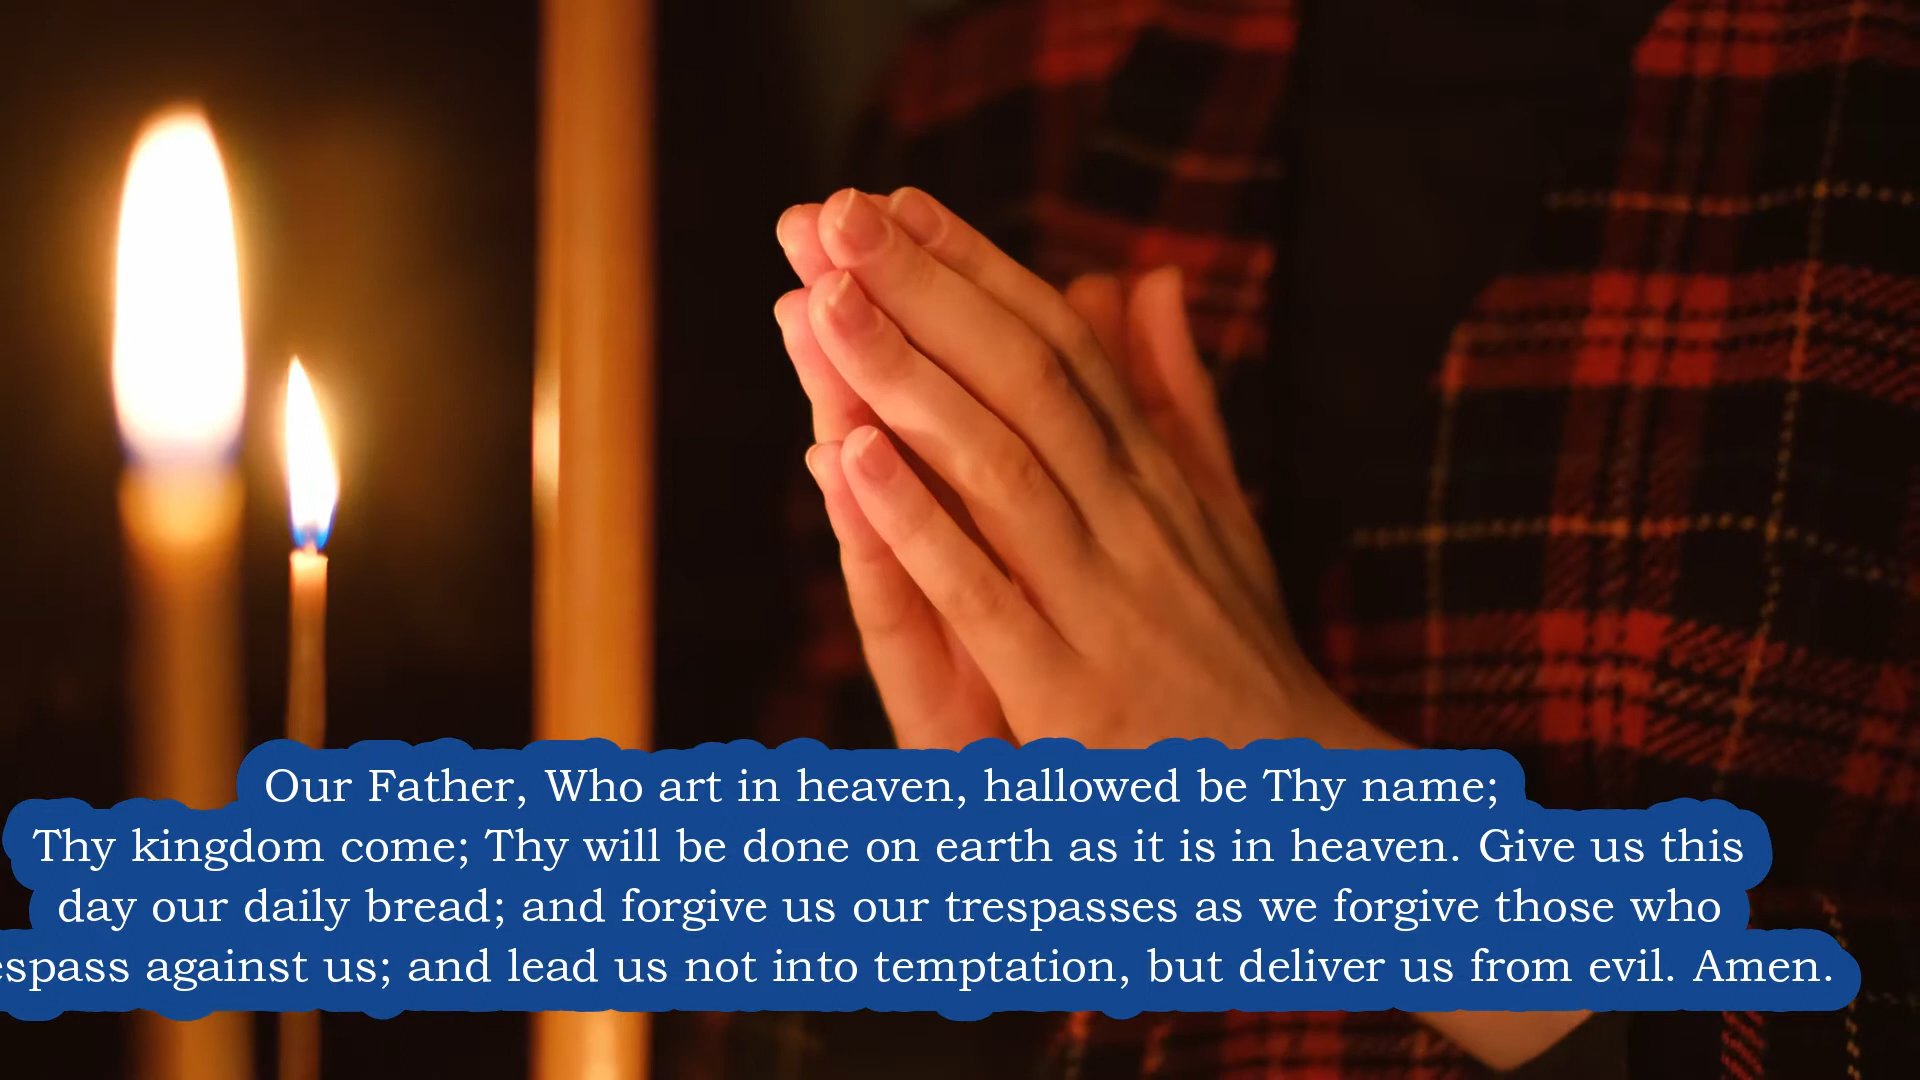 Our Father, Who art in heaven, hallowed be Thy name;
Thy kingdom come; Thy will be done on earth as it is in heaven. Give us this
day our daily bread; and forgive us our trespasses as we forgive those who
espass against us; and lead us not into temptation, but deliver us from evil. Amen.